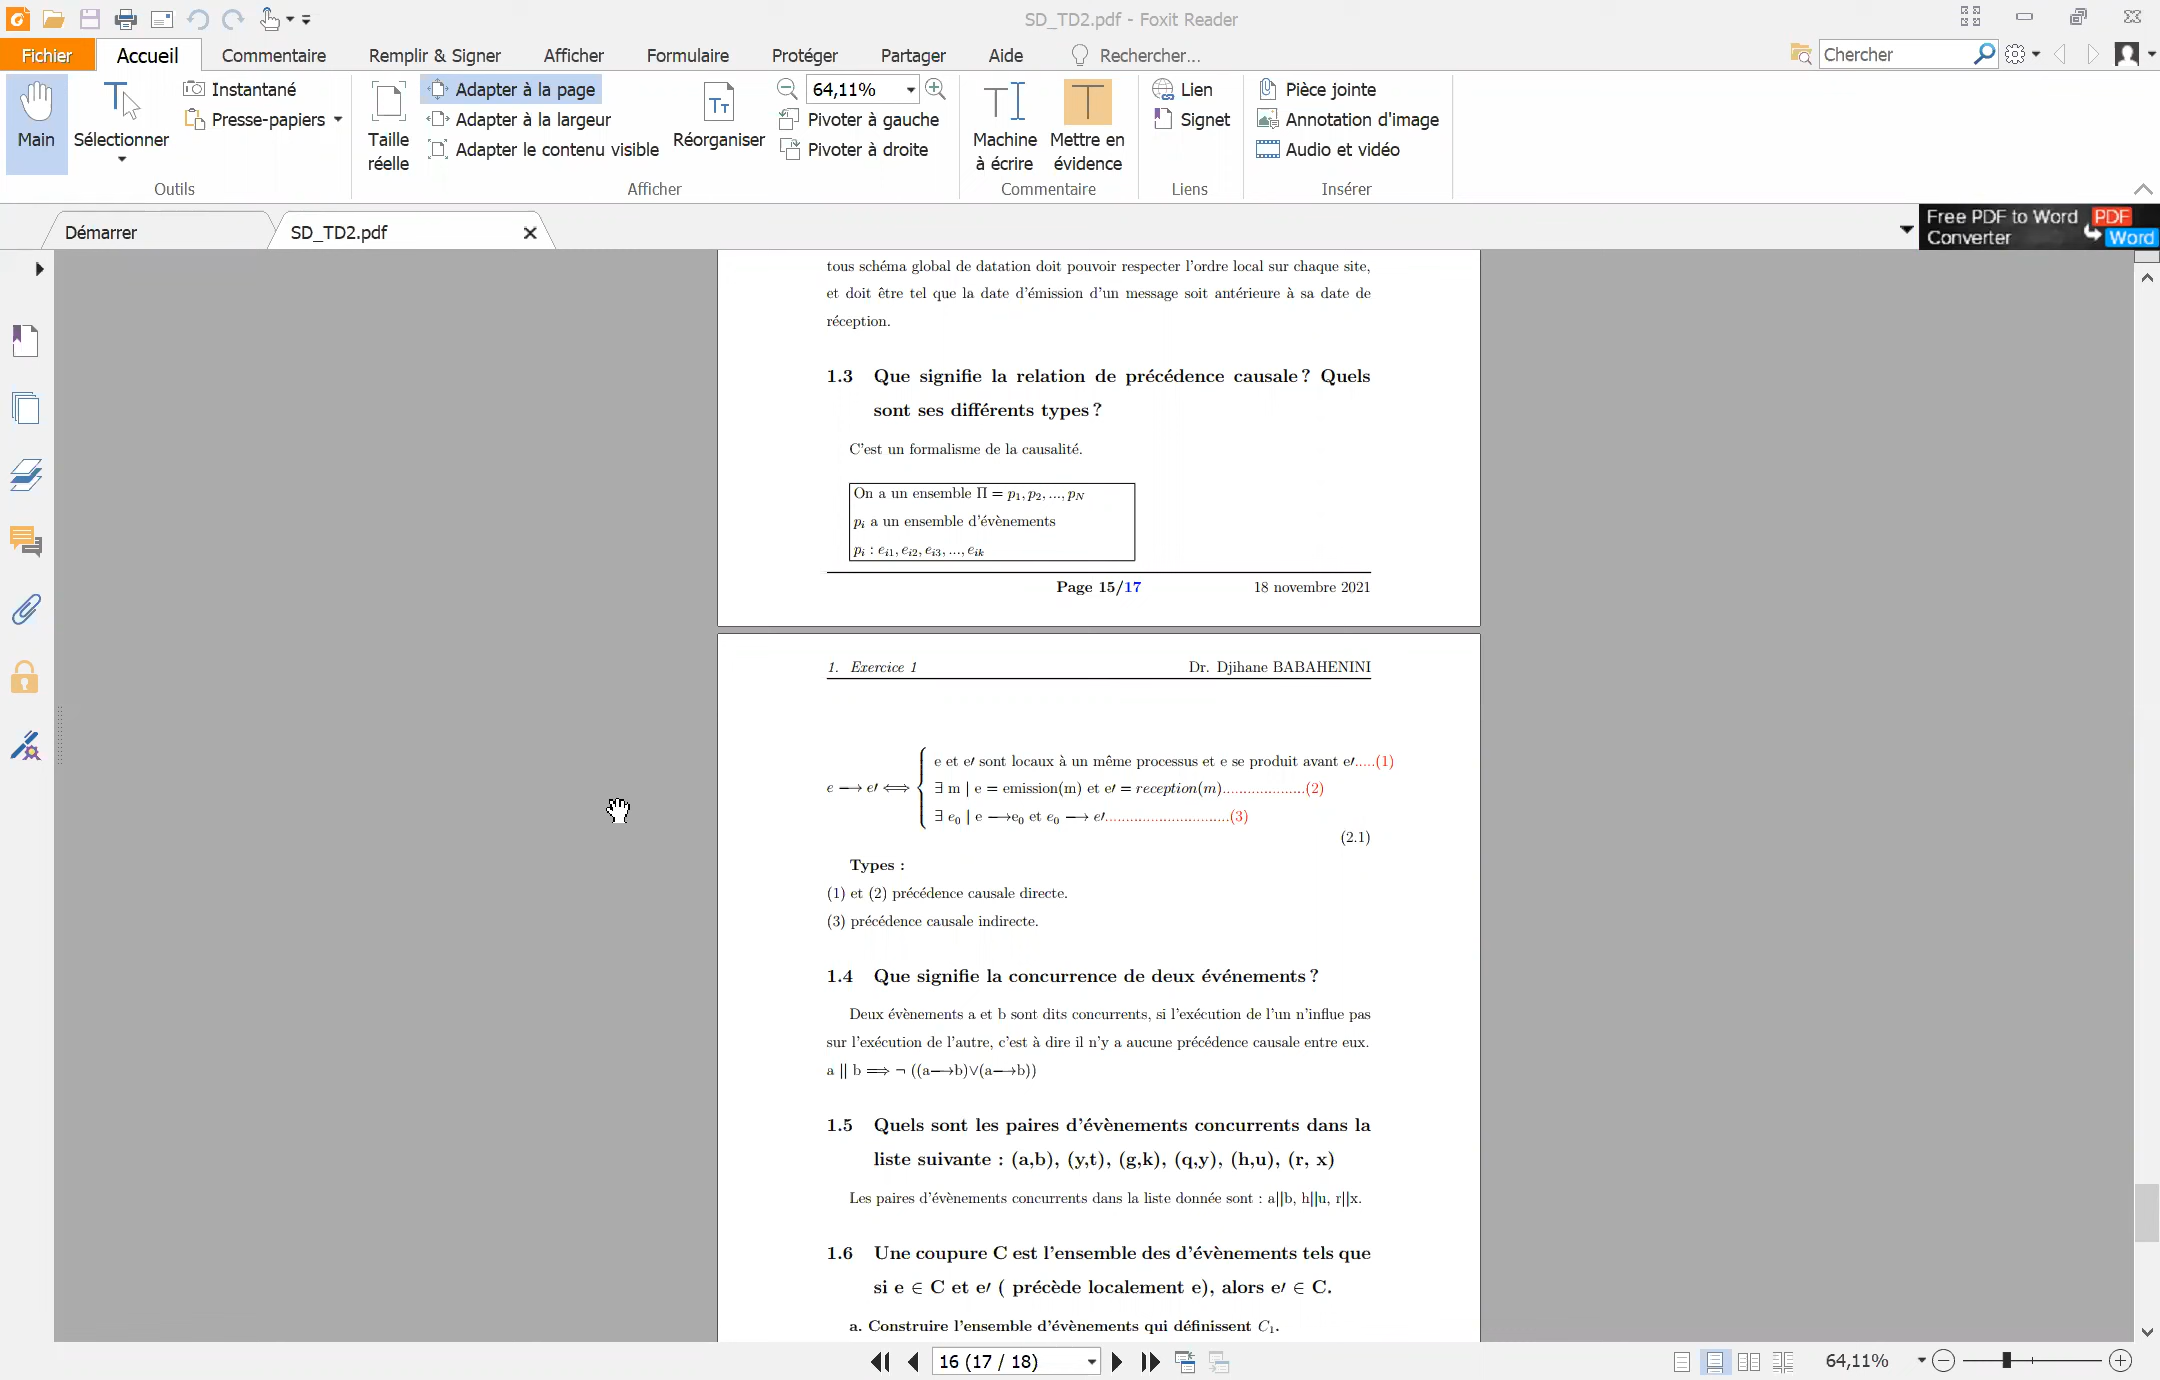 SD_TD2.pdf - Foxit Reader
Fichier Accueil Commentaire Remplir & Signer Afficher Formulaire Protéger Partager Aide Rechercher... Chercher
Main
Sélectionner
Instantané
Presse-papiers
Outils
Taille
réelle
Adapter à la page
Adapter à la largeur
Adapter le contenu visible
Réorganiser
64,11%
Pivoter à gauche
Pivoter à droite
Afficher
Machine
à écrire
Mettre en
évidence
Commentaire
Lien
Signet
Liens
Pièce jointe
Annotation d'image
Audio et vidéo
Insérer
Démarrer
SD_TD2.pdf
Free PDF to Word PDF
Converter Word
tous schéma global de datation doit pouvoir respecter l'ordre local sur chaque site,
et doit être tel que la date d'émission d'un message soit antérieure à sa date de
réception.
1.3 Que signifie la relation de précédence causale ? Quels
sont ses différents types ?
C'est un formalisme de la causalité.
On a un ensemble Π = p1, p2, ..., pN
pi a un ensemble d'évènements
pi : ei1, ei2, ei3, ..., eik
Page 15/17 18 novembre 2021
1. Exercice 1 Dr. Djihane BABAHENINI
e et e′ sont locaux à un même processus et e se produit avant e′.....(1)
e ⟶ e′ ⟺ ∃ m | e = emission(m) et e′ = reception(m)....................(2)
∃ e0 | e ⟶e0 et e0 ⟶ e′.............................(3)
(2.1)
Types :
(1) et (2) précédence causale directe.
(3) précédence causale indirecte.
1.4 Que signifie la concurrence de deux événements ?
Deux évènements a et b sont dits concurrents, si l'exécution de l'un n'influe pas
sur l'exécution de l'autre, c'est à dire il n'y a aucune précédence causale entre eux.
a || b ⟹ ¬ ((a⟶b)∨(a⟶b))
1.5 Quels sont les paires d'évènements concurrents dans la
liste suivante : (a,b), (y,t), (g,k), (q,y), (h,u), (r, x)
Les paires d'évènements concurrents dans la liste donnée sont : a||b, h||u, r||x.
1.6 Une coupure C est l'ensemble des d'évènements tels que
si e ∈ C et e′ ( précède localement e), alors e′ ∈ C.
a. Construire l'ensemble d'évènements qui définissent C1.
16 (17 / 18)
64,11%